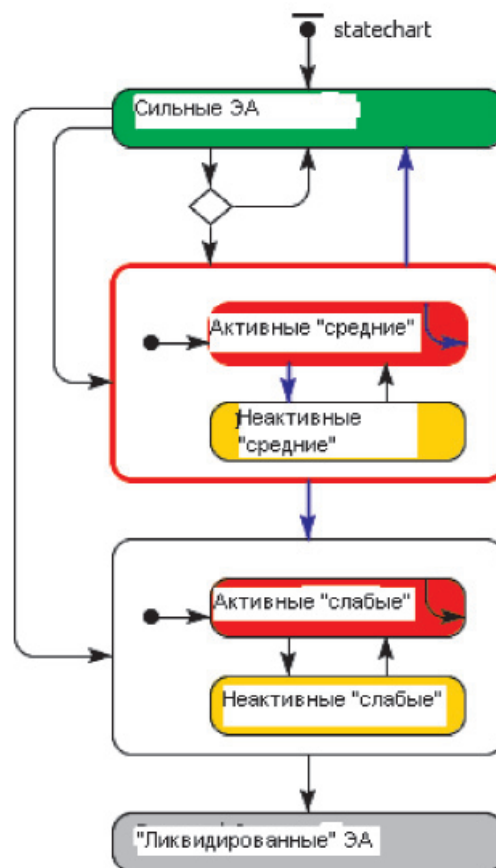 statechart
Сильные ЭА
Активные "средние"
Неактивные
"средние"
Активные "слабые"
Неактивные "слабые"
"Ликвидированные" ЭА